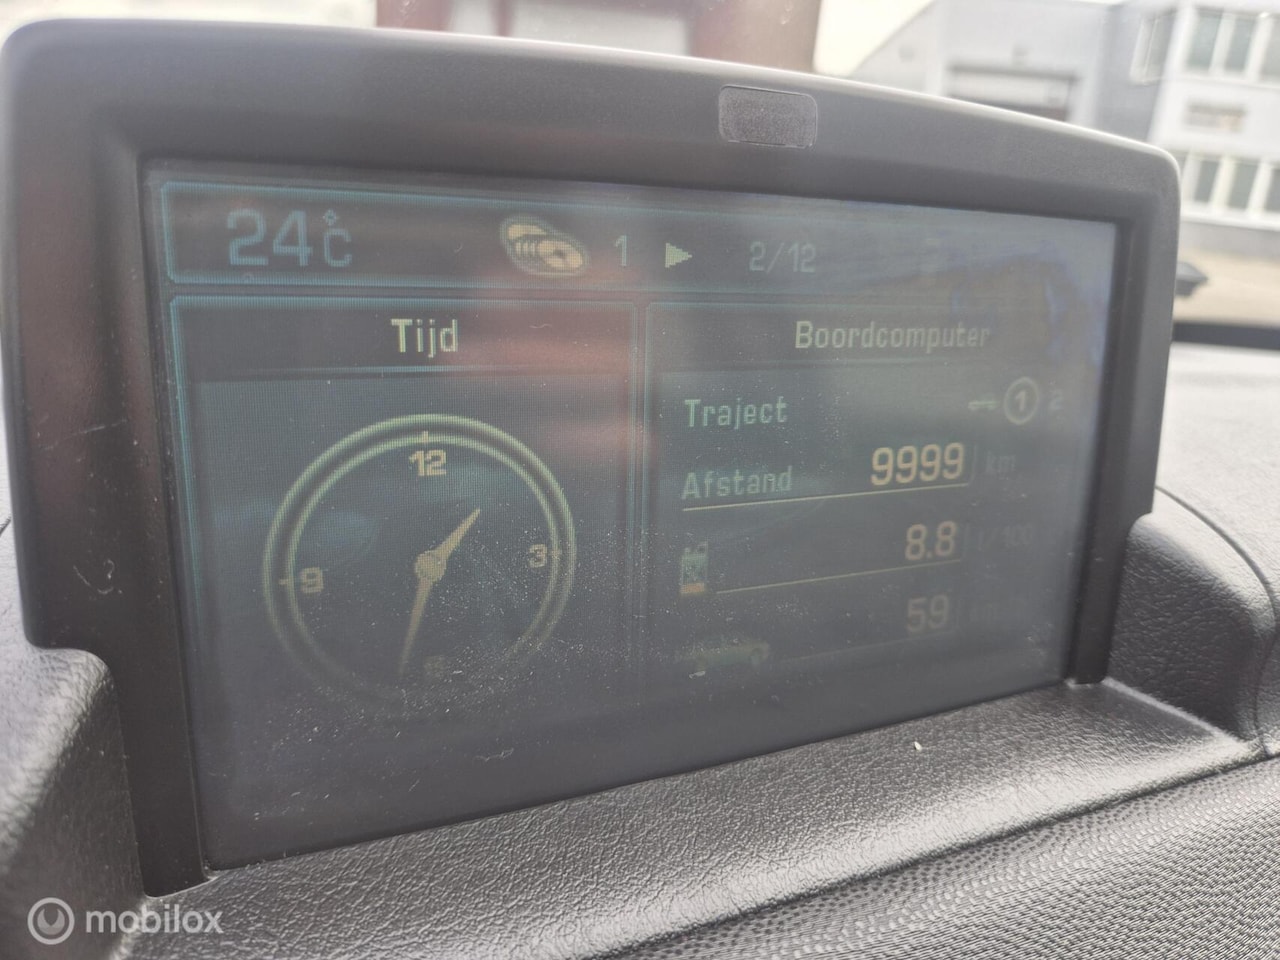 24°C 1 ▶ 2/12
Tijd
12
3
9
6
Boordcomputer
Traject 1 2
Afstand 9999 km
8.8 l/100
59
mobilox